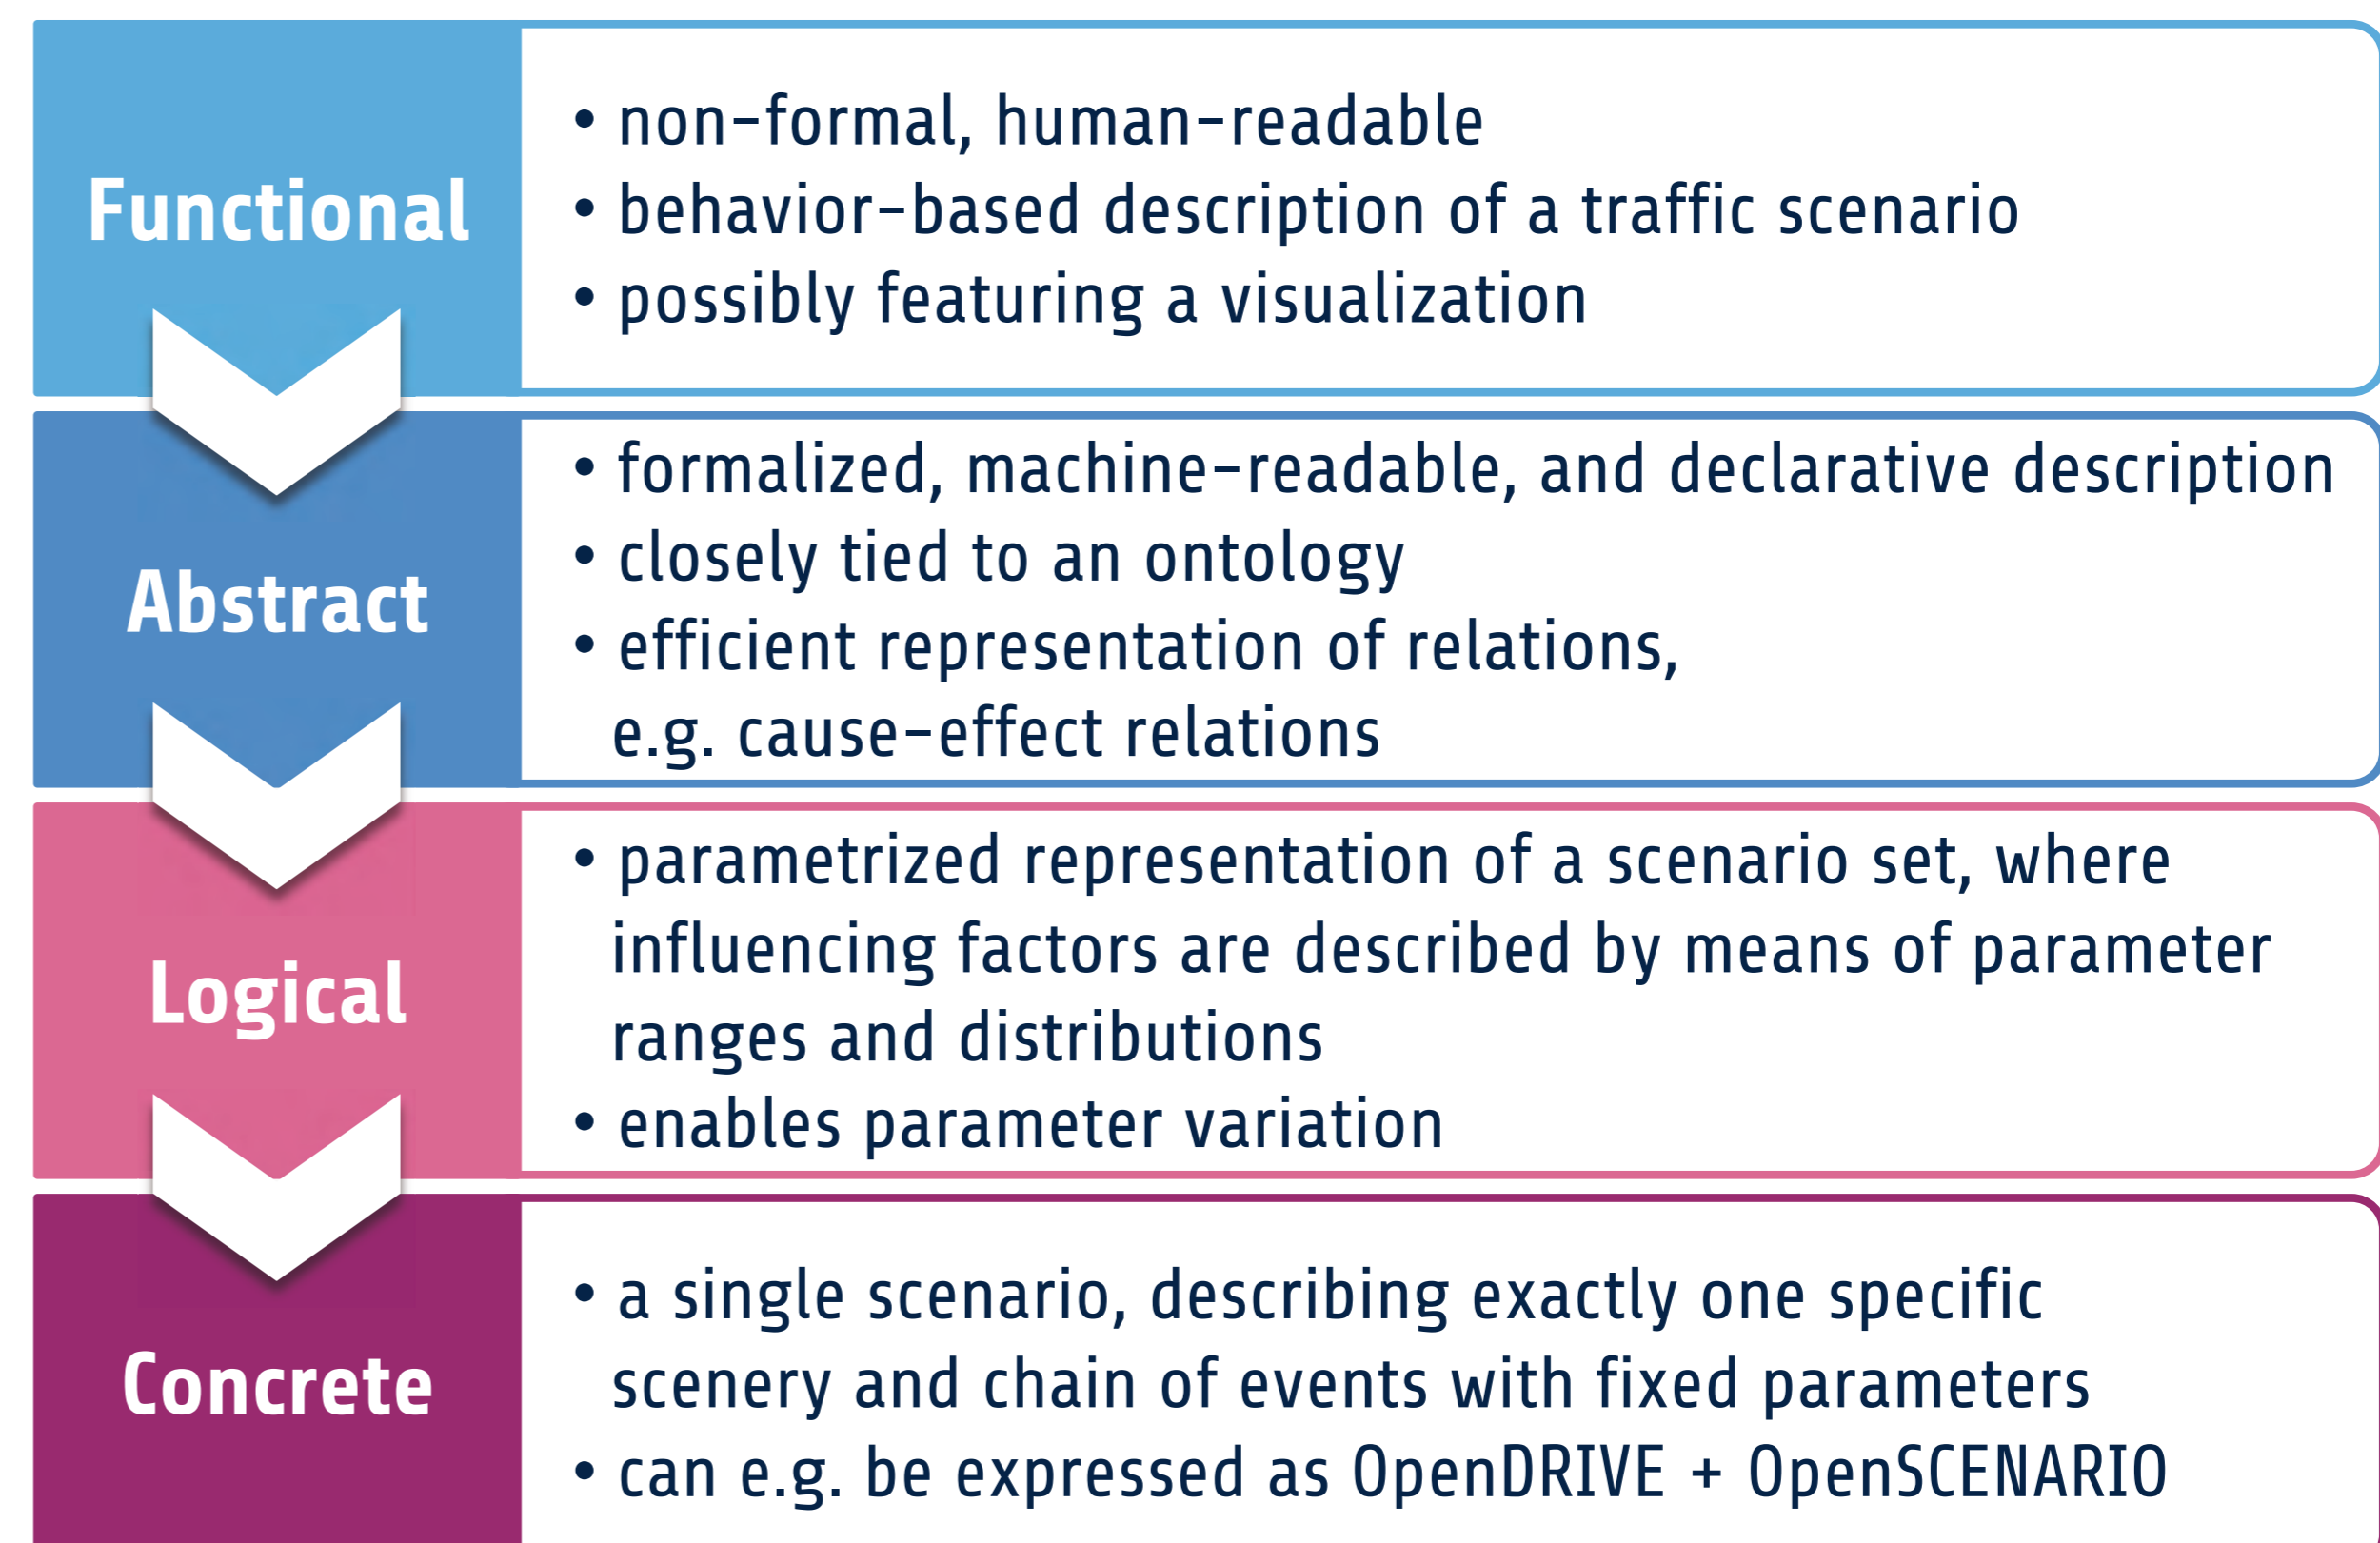 Functional
• non-formal, human-readable
• behavior-based description of a traffic scenario
• possibly featuring a visualization
Abstract
• formalized, machine-readable, and declarative description
• closely tied to an ontology
• efficient representation of relations,
e.g. cause-effect relations
Logical
• parametrized representation of a scenario set, where
influencing factors are described by means of parameter
ranges and distributions
• enables parameter variation
Concrete
• a single scenario, describing exactly one specific
scenery and chain of events with fixed parameters
• can e.g. be expressed as OpenDRIVE + OpenSCENARIO